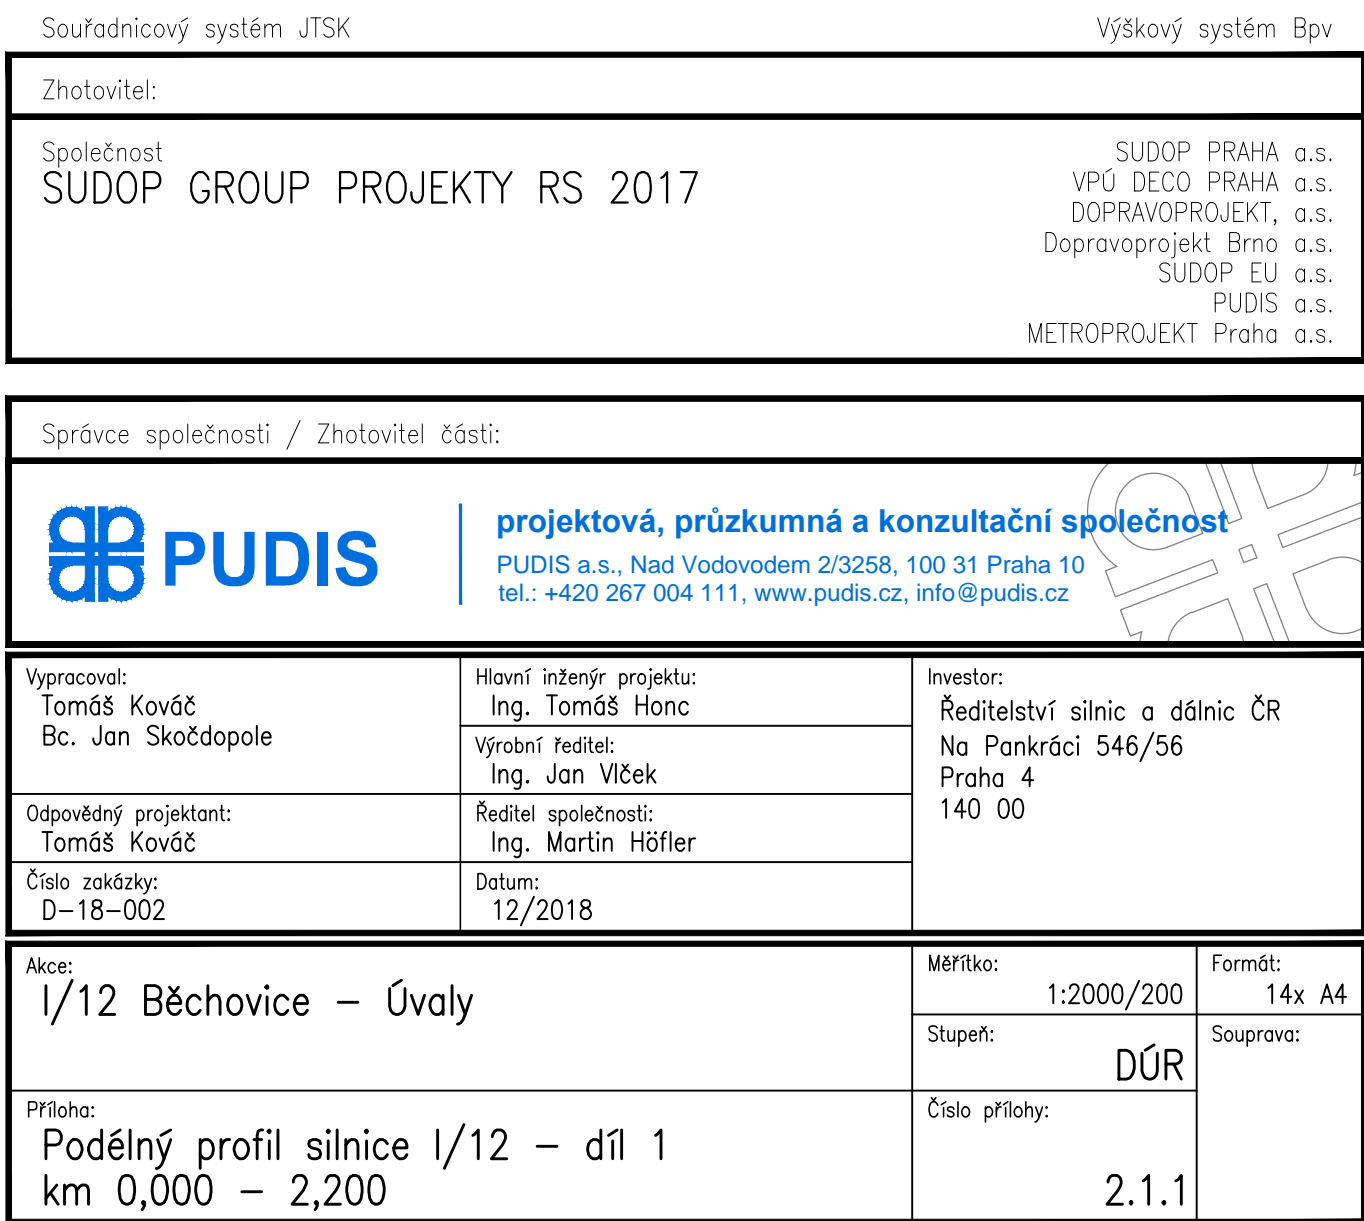 Souřadnicový systém JTSK
Výškový systém Bpv
Zhotovitel:
Společnost
SUDOP GROUP PROJEKTY RS 2017
SUDOP PRAHA a.s.
VPÚ DECO PRAHA a.s.
DOPRAVOPROJEKT, a.s.
Dopravoprojekt Brno a.s.
SUDOP EU a.s.
PUDIS a.s.
METROPROJEKT Praha a.s.
Správce společnosti / Zhotovitel části:
PUDIS
projektová, průzkumná a konzultační společnost
PUDIS a.s., Nad Vodovodem 2/3258, 100 31 Praha 10
tel.: +420 267 004 111, www.pudis.cz, info@pudis.cz
Vypracoval:
Tomáš Kováč
Bc. Jan Skočdopole
Hlavní inženýr projektu:
Ing. Tomáš Honc
Výrobní ředitel:
Ing. Jan Vlček
Investor:
Ředitelství silnic a dálnic ČR
Na Pankráci 546/56
Praha 4
140 00
Odpovědný projektant:
Tomáš Kováč
Ředitel společnosti:
Ing. Martin Höfler
Číslo zakázky:
D-18-002
Datum:
12/2018
Akce:
I/12 Běchovice – Úvaly
Měřítko:
1:2000/200
Formát:
14x A4
Stupeň:
DÚR
Souprava:
Příloha:
Podélný profil silnice I/12 – díl 1
km 0,000 – 2,200
Číslo přílohy:
2.1.1